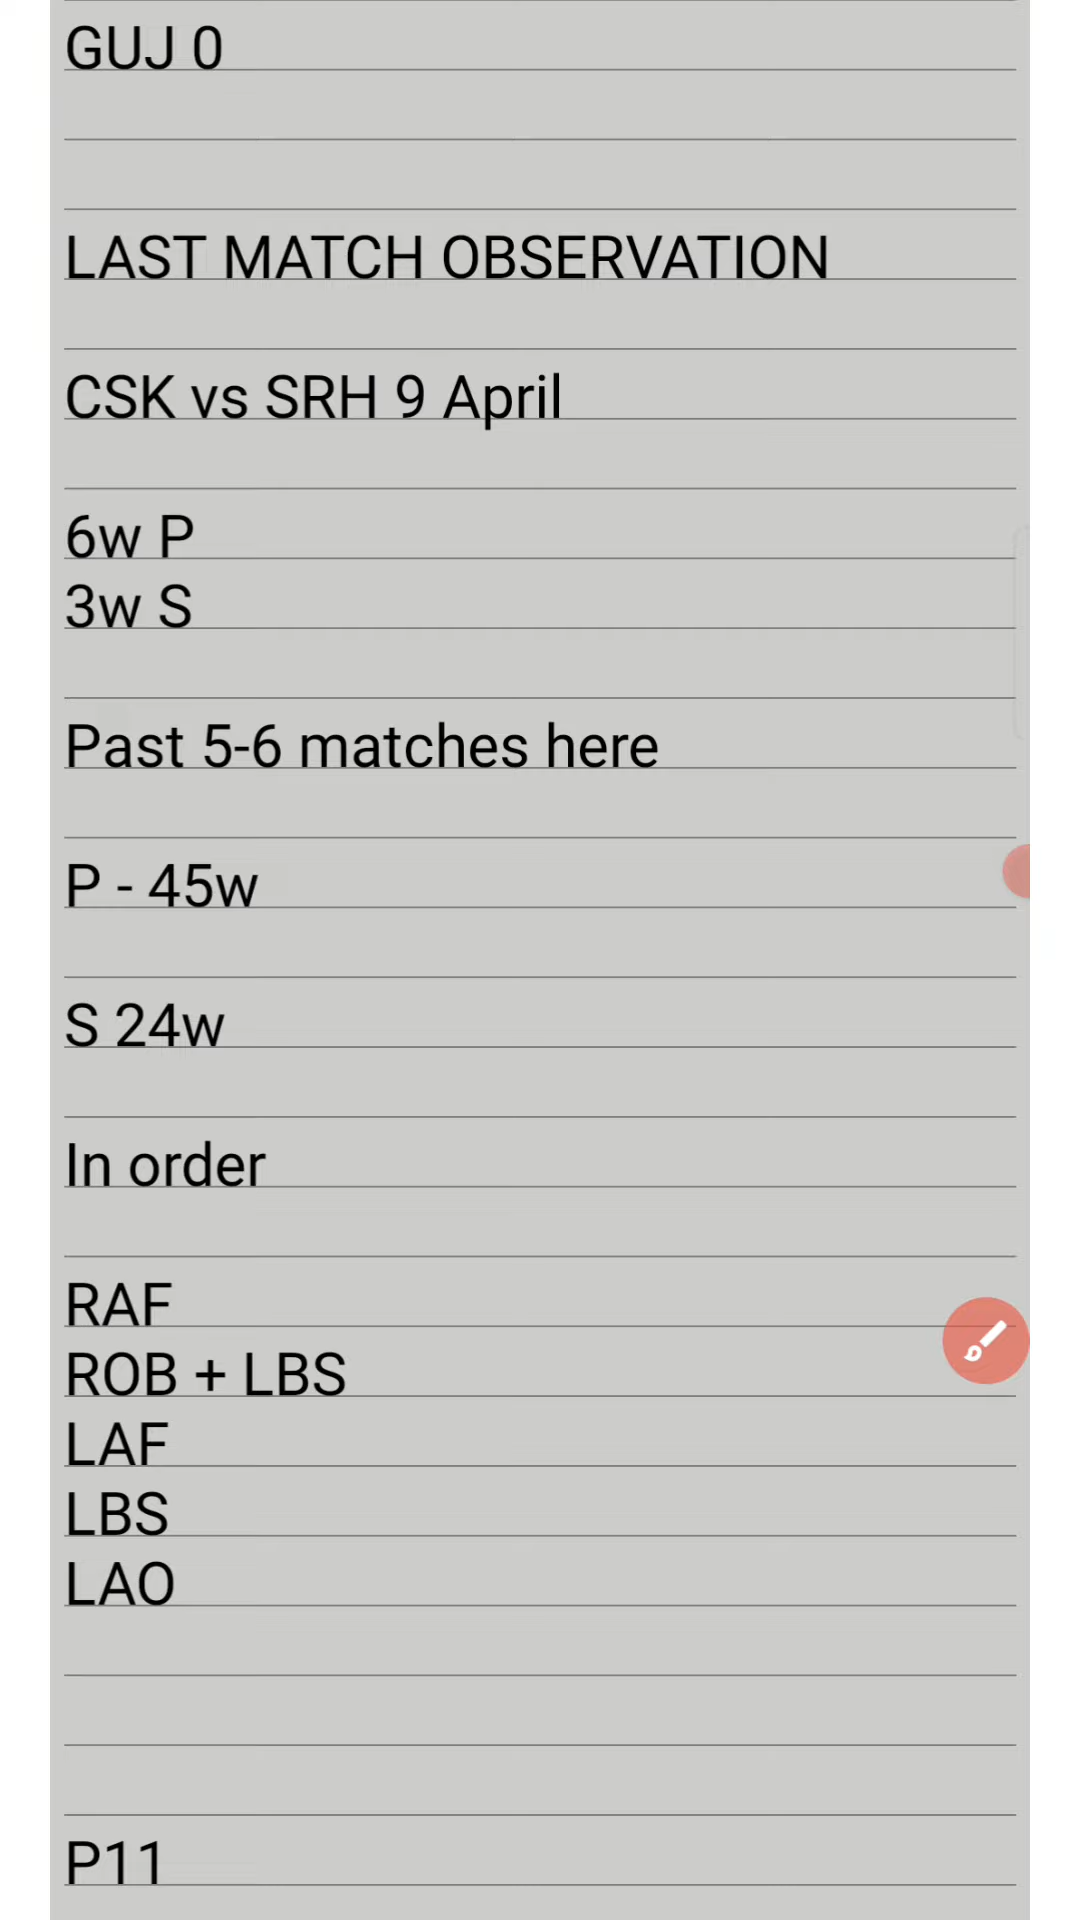 GUJ 0
LAST MATCH OBSERVATION
CSK vs SRH 9 April
6w P
3w S
Past 5-6 matches here
P - 45w
S 24w
In order
RAF
ROB + LBS
LAF
LBS
LAO
P11